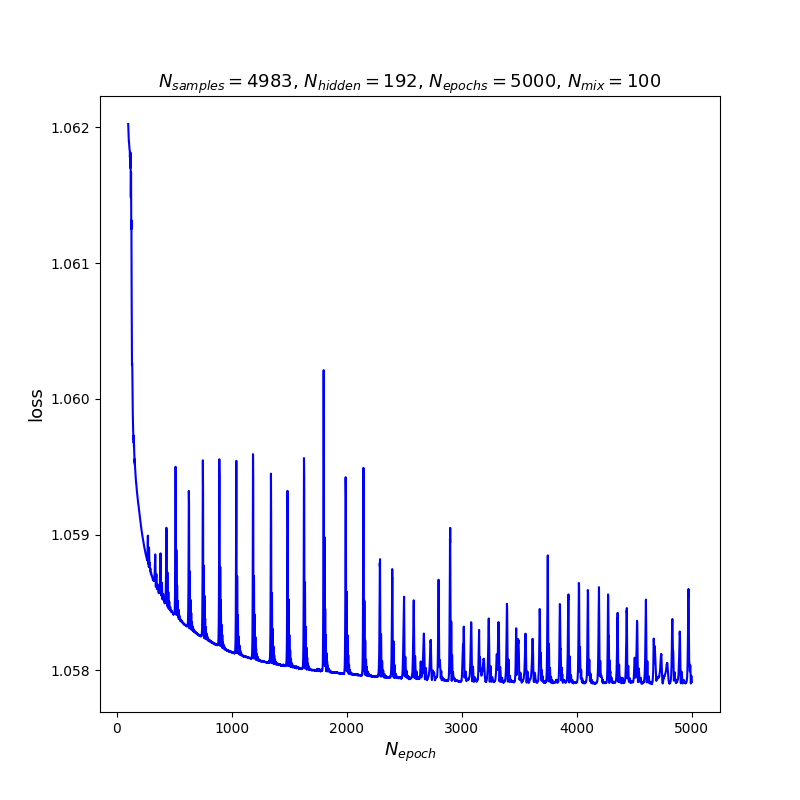 N_samples = 4983, N_hidden = 192, N_epochs = 5000, N_mix = 100
1.062
1.061
1.060
1.059
1.058
loss
0 1000 2000 3000 4000 5000
N_epoch